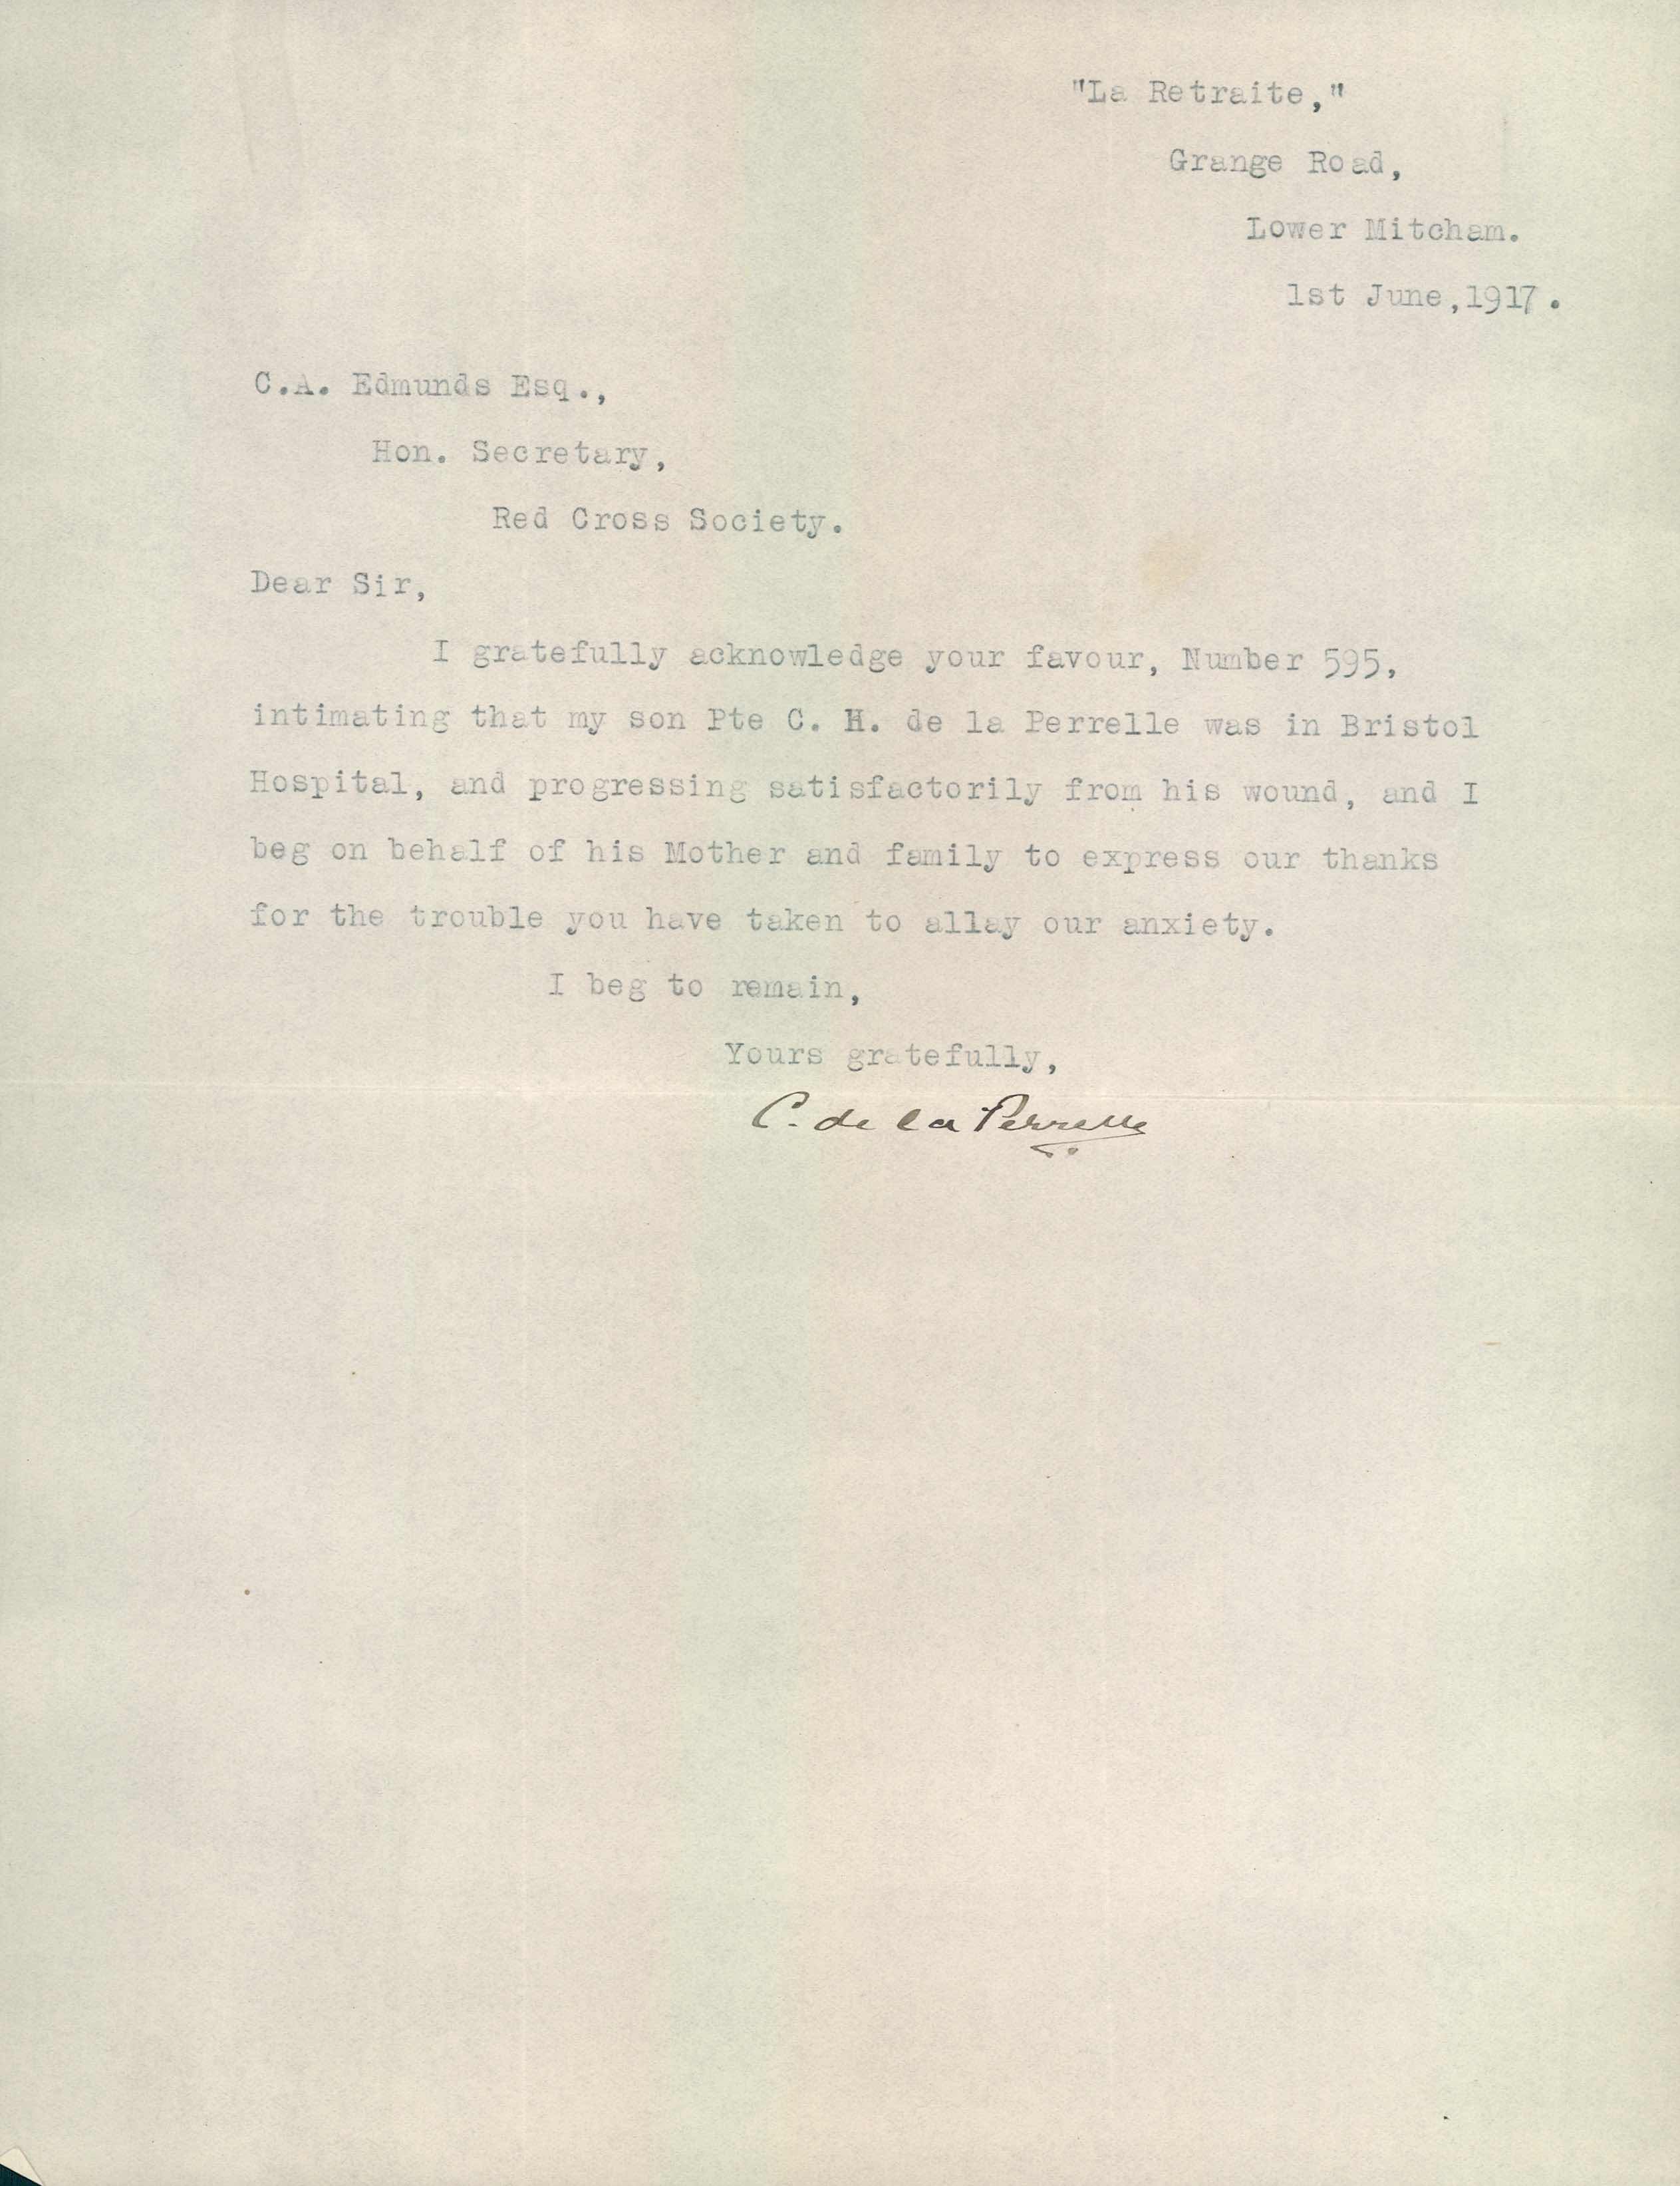 "La Retraite,"
Grange Road,
Lower Mitcham.
1st June,1917.
C.A. Edmunds Esq.,
Hon. Secretary,
Red Cross Society.
Dear Sir,
I gratefully acknowledge your favour, Number 595,
intimating that my son Pte C. H. de la Perrelle was in Bristol
Hospital, and progressing satisfactorily from his wound, and I
beg on behalf of his Mother and family to express our thanks
for the trouble you have taken to allay our anxiety.
I beg to remain,
Yours gratefully,
C. de la Perrelle